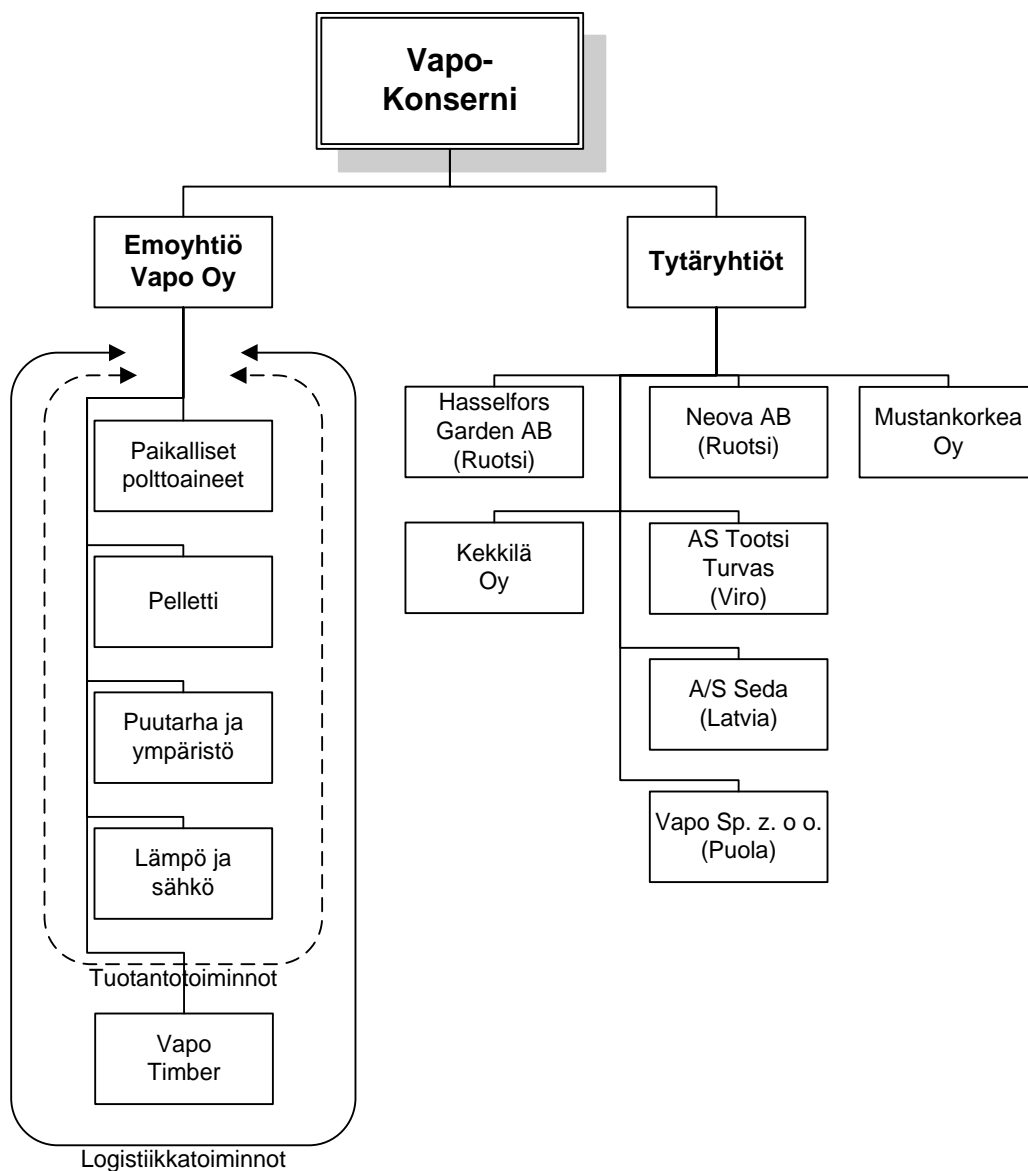 Vapo-
Konserni
Emoyhtiö
Vapo Oy
Tytäryhtiöt
Paikalliset
polttoaineet
Pelletti
Puutarha ja
ympäristö
Lämpö ja
sähkö
Tuotantotoiminnot
Vapo
Timber
Logistiikkatoiminnot
Hasselfors
Garden AB
(Ruotsi)
Neova AB
(Ruotsi)
Mustankorkea
Oy
Kekkilä
Oy
AS Tootsi
Turvas
(Viro)
A/S Seda
(Latvia)
Vapo Sp. z. o o.
(Puola)